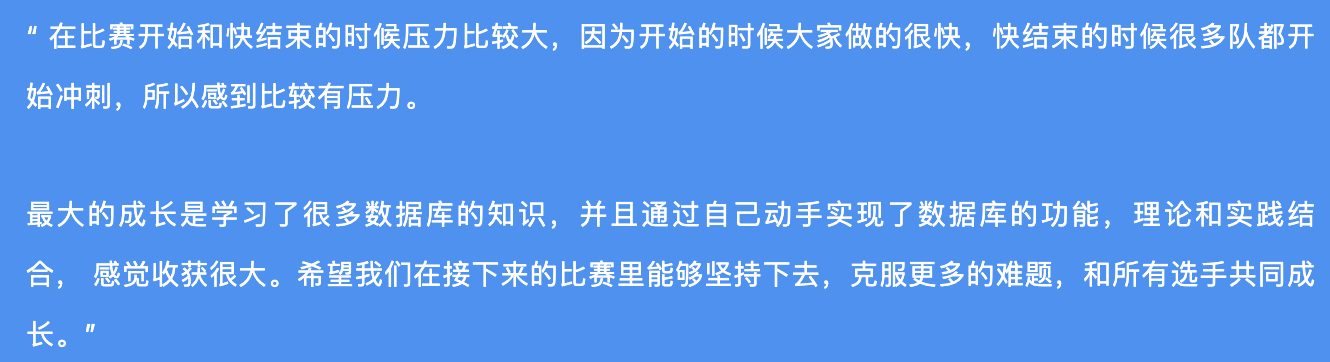 “ 在比赛开始和快结束的时候压力比较大，因为开始的时候大家做的很快，快结束的时候很多队都开
始冲刺，所以感到比较有压力。
最大的成长是学习了很多数据库的知识，并且通过自己动手实现了数据库的功能，理论和实践结
合， 感觉收获很大。希望我们在接下来的比赛里能够坚持下去，克服更多的难题，和所有选手共同成
长。”